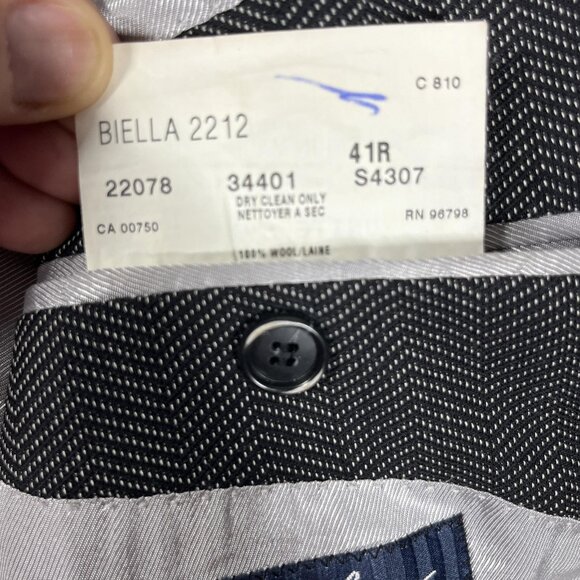 C 810
BIELLA 2212
41R
22078 34401 S4307
DRY CLEAN ONLY
NETTOYER A SEC
CA 00750 RN 96798
100% WOOL/LAINE